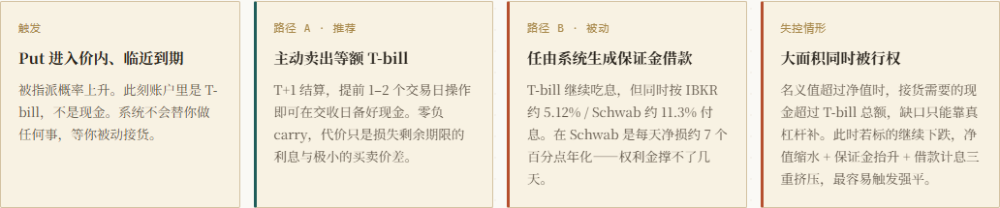 触发
Put 进入价内、临近到期
被指派概率上升。此刻账户里是 T-
bill，不是现金。系统不会替你做
任何事，等你被动接货。
路径 A · 推荐
主动卖出等额 T-bill
T+1 结算，提前 1–2 个交易日操作
即可在交收日备好现金。零负
carry，代价只是损失剩余期限的
利息与极小的买卖价差。
路径 B · 被动
任由系统生成保证金借款
T-bill 继续吃息，但同时按 IBKR
约 5.12% / Schwab 约 11.3% 付
息。在 Schwab 是每天净损约 7 个
百分点年化——权利金撑不了几
天。
失控情形
大面积同时被行权
名义值超过净值时，接货需要的现
金超过 T-bill 总额，缺口只能靠真
杠杆补。此时若标的继续下跌，净
值缩水 + 保证金抬升 + 借款计息三
重挤压，最容易触发强平。